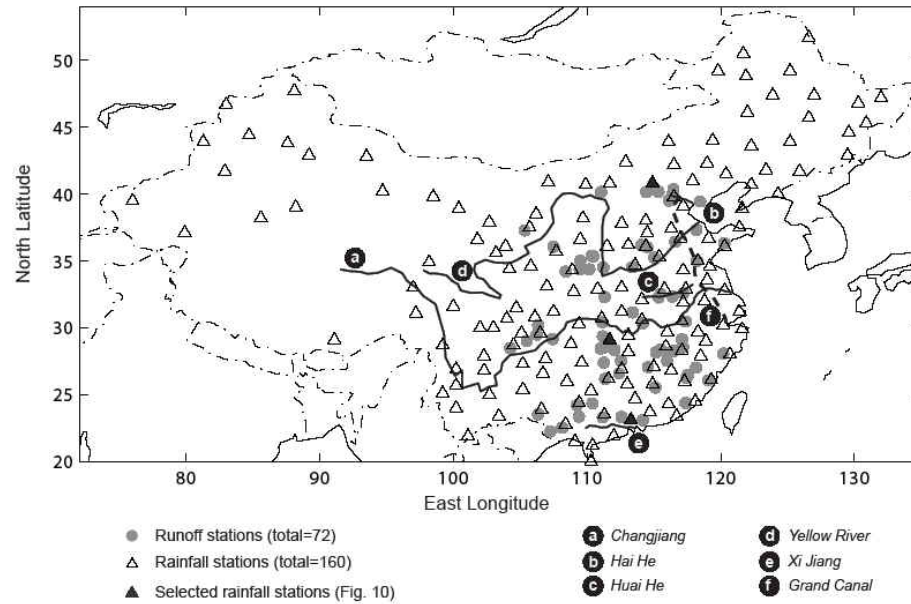 50
45
40
35
30
25
20
North Latitude
80
90
100
110
120
130
East Longitude
a
b
c
d
e
f
Runoff stations (total=72)
Rainfall stations (total=160)
Selected rainfall stations (Fig. 10)
a Changjiang
b Hai He
c Huai He
d Yellow River
e Xi Jiang
f Grand Canal